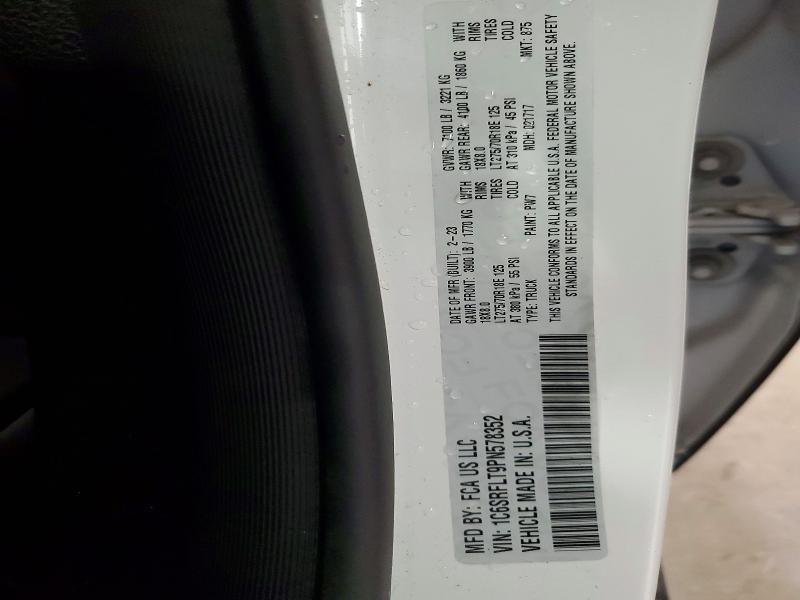 MFD BY: FCA US LLC
VIN: 1C6SRFLT9PN578352
VEHICLE MADE IN: U.S.A.
DATE OF MFR (BUILT): 2-23 GVWR: 7100 LB / 3221 KG
GAWR FRONT: 3900 LB / 1770 KG WITH GAWR REAR: 4100 LB / 1860 KG WITH
18X8.0 RIMS 18X8.0 RIMS
LT275/70R18E 125 TIRES LT275/70R18E 125 TIRES
AT 380 kPa / 55 PSI COLD AT 310 kPa / 45 PSI COLD
TYPE: TRUCK PAINT: PW7 MDH: 021717 MKT: 875
THIS VEHICLE CONFORMS TO ALL APPLICABLE U.S.A. FEDERAL MOTOR VEHICLE SAFETY
STANDARDS IN EFFECT ON THE DATE OF MANUFACTURE SHOWN ABOVE.